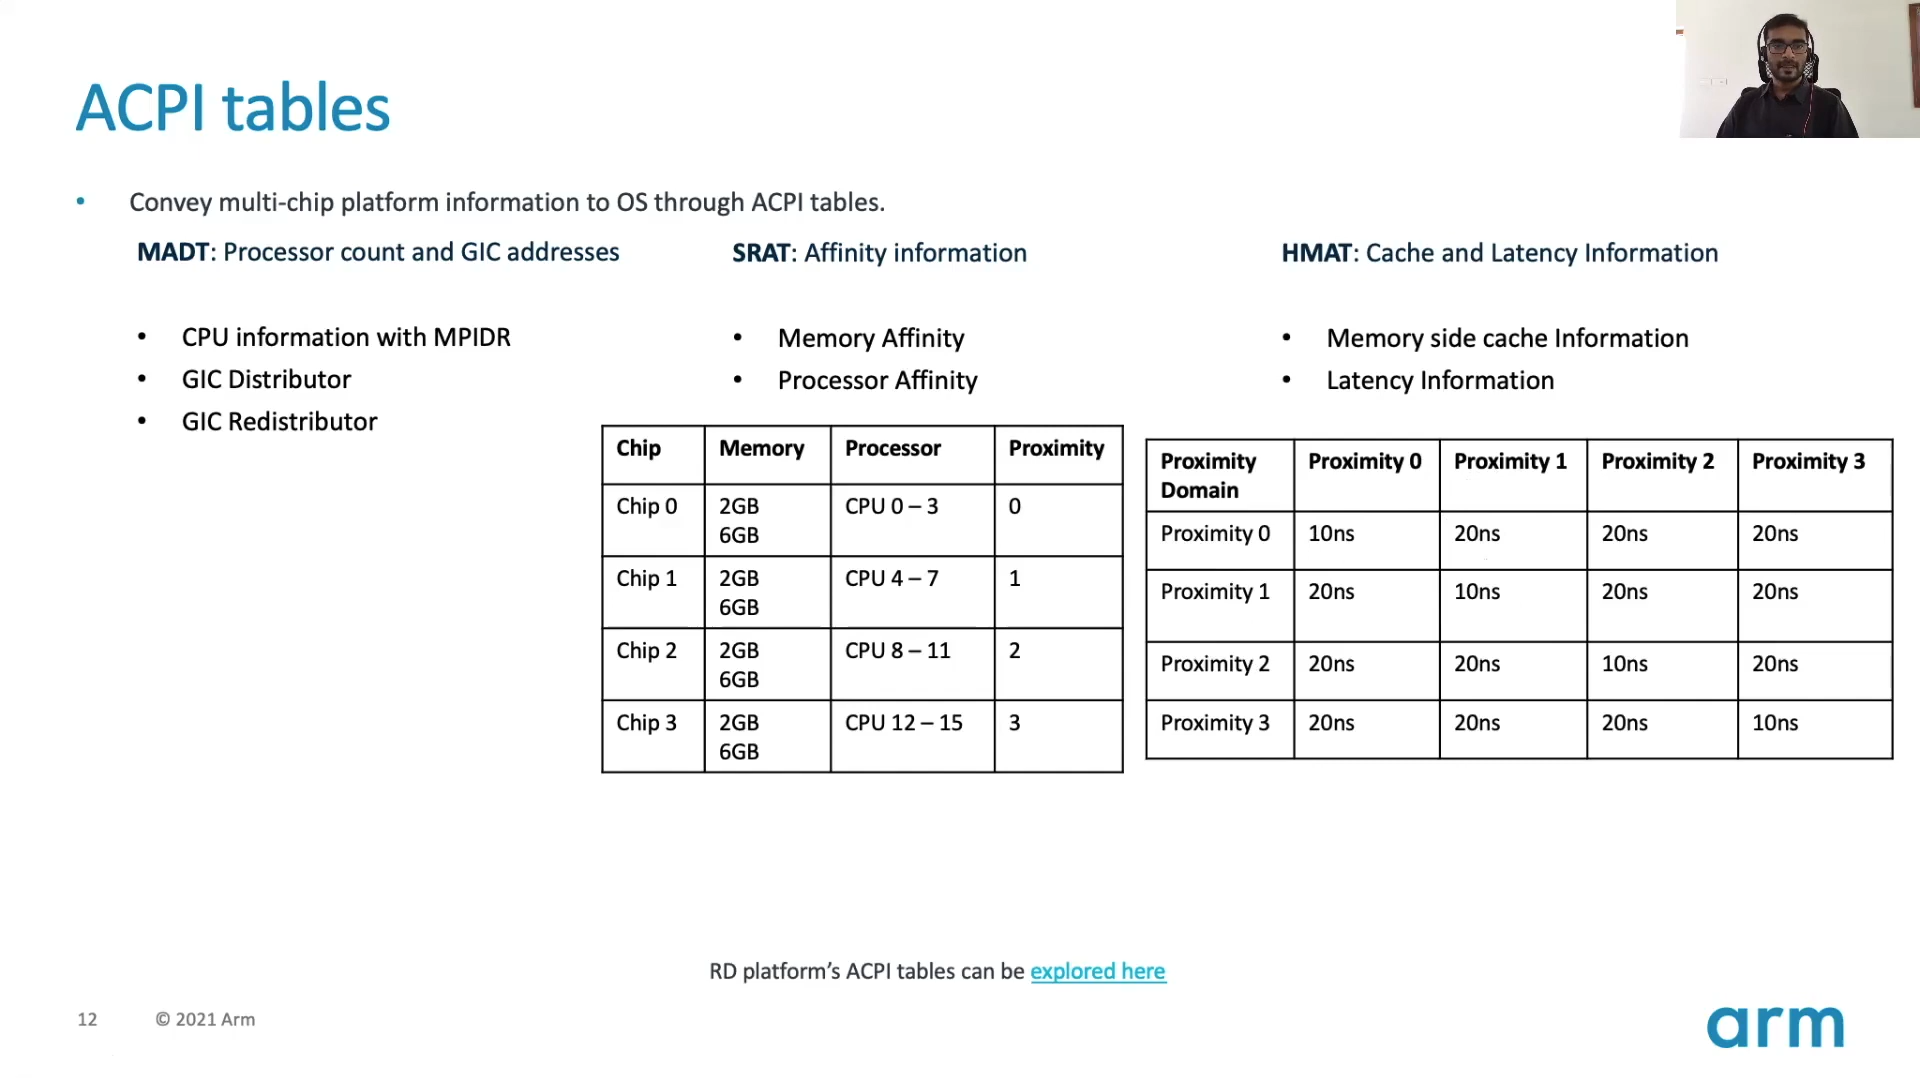 ACPI tables
• Convey multi-chip platform information to OS through ACPI tables.
MADT: Processor count and GIC addresses
• CPU information with MPIDR
• GIC Distributor
• GIC Redistributor
SRAT: Affinity information
• Memory Affinity
• Processor Affinity
Chip Memory Processor Proximity
Chip 0 2GB CPU 0 – 3 0
6GB
Chip 1 2GB CPU 4 – 7 1
6GB
Chip 2 2GB CPU 8 – 11 2
6GB
Chip 3 2GB CPU 12 – 15 3
6GB
HMAT: Cache and Latency Information
• Memory side cache Information
• Latency Information
Proximity Proximity 0 Proximity 1 Proximity 2 Proximity 3
Domain
Proximity 0 10ns 20ns 20ns 20ns
Proximity 1 20ns 10ns 20ns 20ns
Proximity 2 20ns 20ns 10ns 20ns
Proximity 3 20ns 20ns 20ns 10ns
RD platform’s ACPI tables can be explored here
12 © 2021 Arm
arm